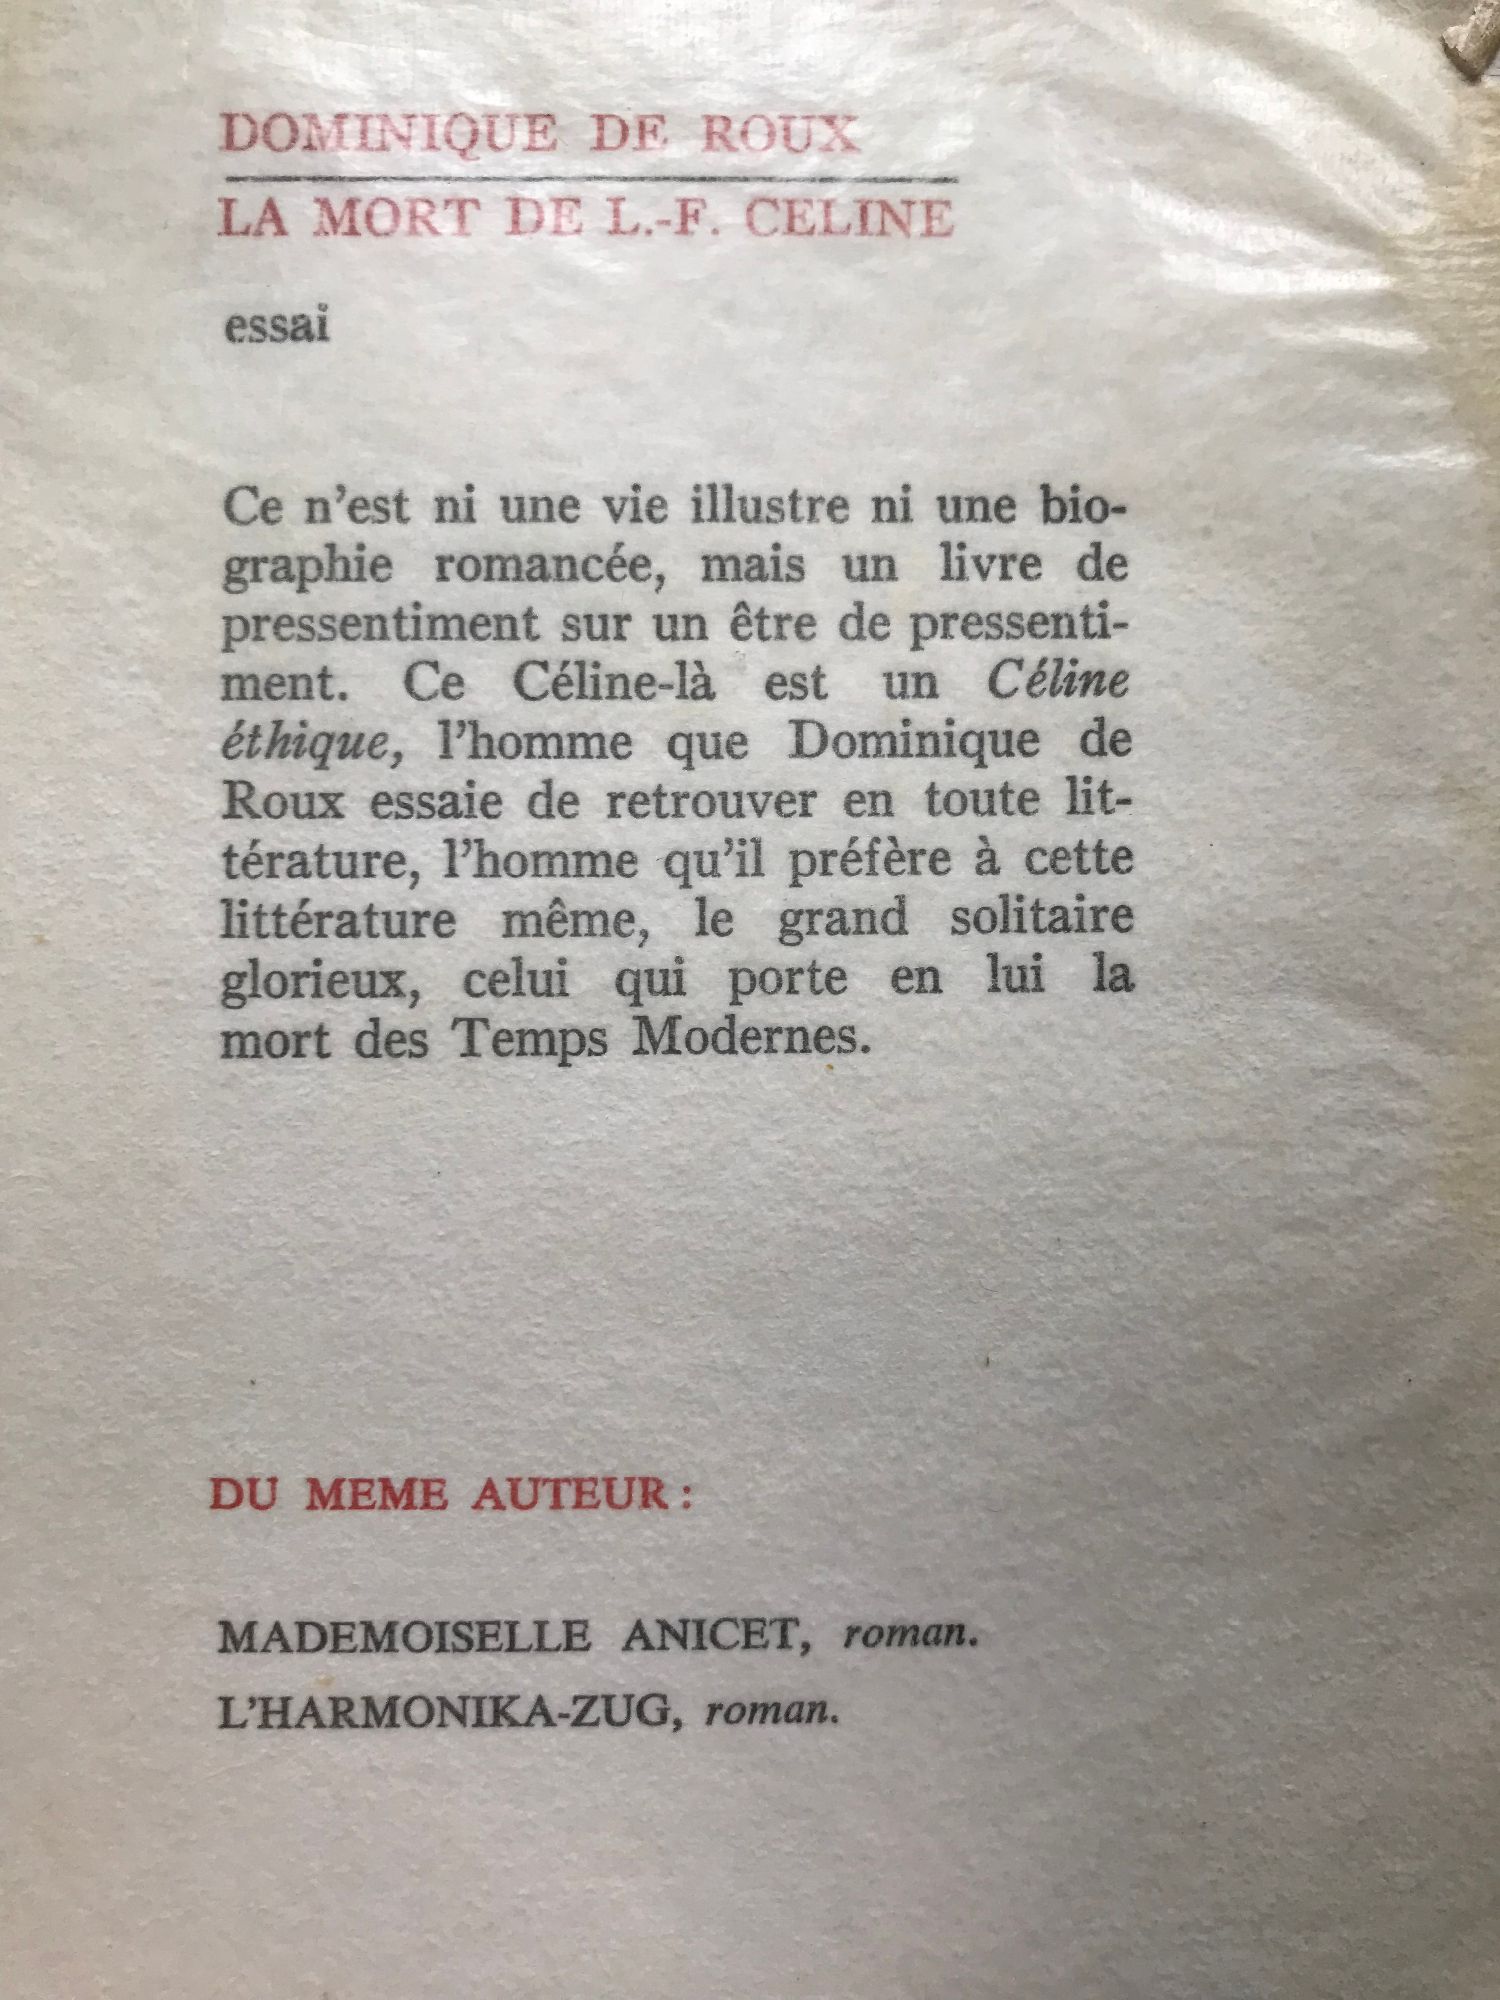 DOMINIQUE DE ROUX
LA MORT DE L.-F. CELINE
essai
Ce n’est ni une vie illustre ni une bio-
graphie romancée, mais un livre de
pressentiment sur un être de pressenti-
ment. Ce Céline-là est un Céline
éthique, l’homme que Dominique de
Roux essaie de retrouver en toute lit-
térature, l’homme qu’il préfère à cette
littérature même, le grand solitaire
glorieux, celui qui porte en lui la
mort des Temps Modernes.
DU MEME AUTEUR :
MADEMOISELLE ANICET, roman.
L’HARMONIKA-ZUG, roman.